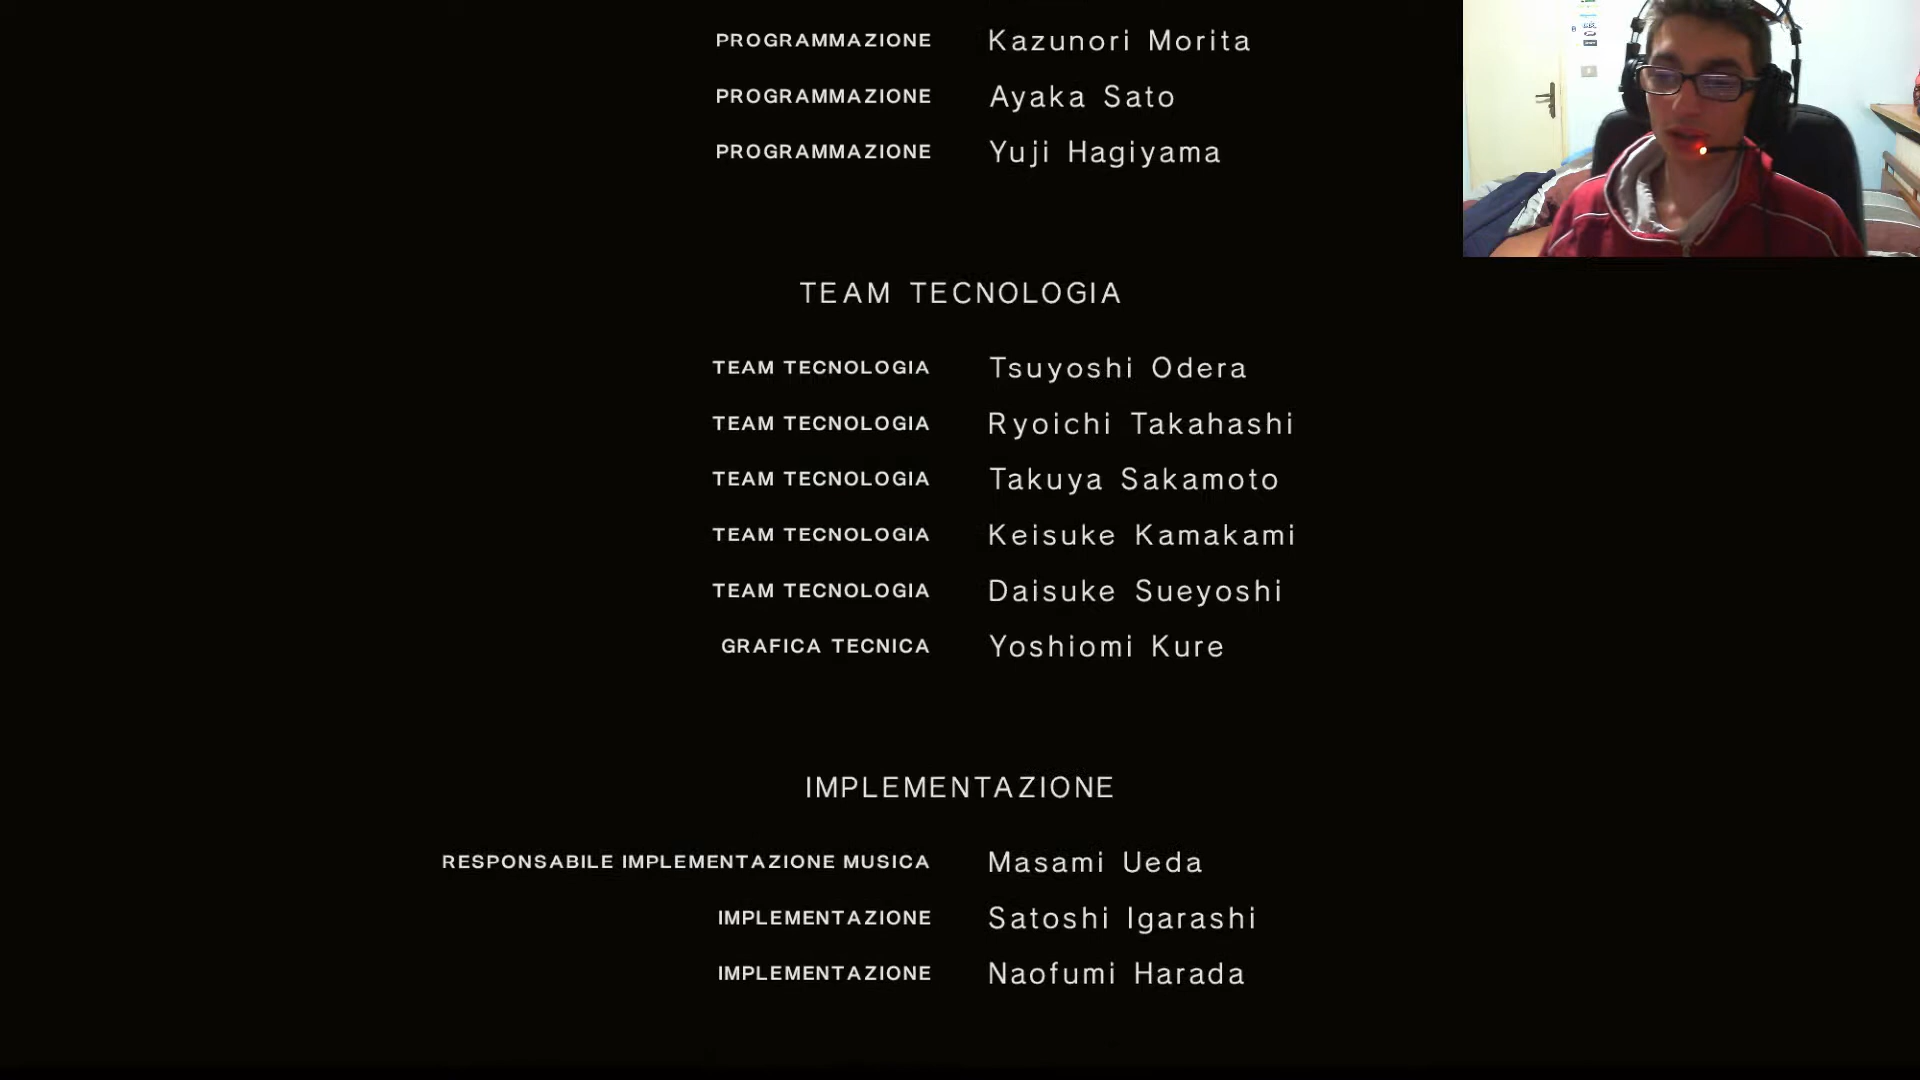 PROGRAMMAZIONE Kazunori Morita
PROGRAMMAZIONE Ayaka Sato
PROGRAMMAZIONE Yuji Hagiyama
TEAM TECNOLOGIA
TEAM TECNOLOGIA Tsuyoshi Odera
TEAM TECNOLOGIA Ryoichi Takahashi
TEAM TECNOLOGIA Takuya Sakamoto
TEAM TECNOLOGIA Keisuke Kamakami
TEAM TECNOLOGIA Daisuke Sueyoshi
GRAFICA TECNICA Yoshiomi Kure
IMPLEMENTAZIONE
RESPONSABILE IMPLEMENTAZIONE MUSICA Masami Ueda
IMPLEMENTAZIONE Satoshi Igarashi
IMPLEMENTAZIONE Naofumi Harada